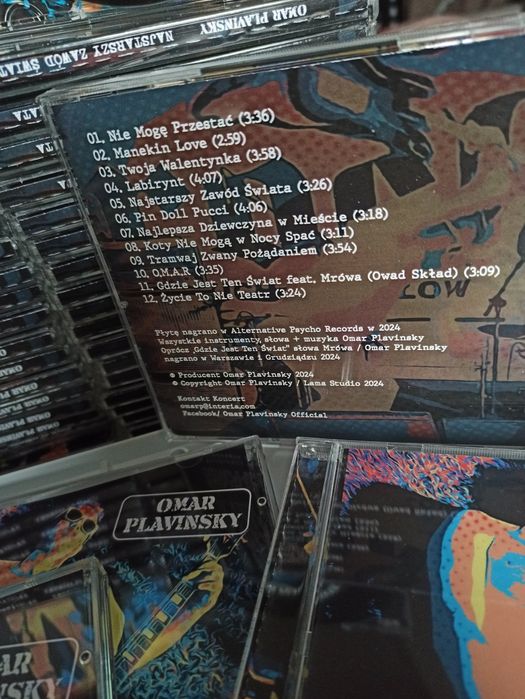 OMAR PLAVINSKY NAJSTARSZY ZAWÓD ŚWIATA
01. Nie Mogę Przestać (3:36)
02. Manekin Love (2:59)
03. Twoja Walentynka (3:58)
04. Labirynt (4:07)
05. Najstarszy Zawód Świata (3:26)
06. Pin Doll Pucci (4:06)
07. Najlepsza Dziewczyna w Mieście (3:18)
08. Koty Nie Mogą w Nocy Spać (3:11)
09. Tramwaj Zwany Pożądaniem (3:54)
10. O.M.A.R (3:35)
11. Gdzie Jest Ten Świat feat. Mrówa (Owad Skład) (3:09)
12. Życie To Nie Teatr (3:24)
LOW
Płytę nagrano w Alternative Psycho Records w 2024
Wszystkie instrumenty, słowa + muzyka Omar Plavinsky
Oprócz „Gdzie Jest Ten Świat" słowa Mrówa / Omar Plavinsky
nagrano w Warszawie i Grudziądzu 2024
℗ Producent Omar Plavinsky 2024
© Copyright Omar Plavinsky / Lama Studio 2024
Kontakt Koncert
omarp@interia.com
Facebook/ Omar Plavinsky Official
OMAR
PLAVINSKY